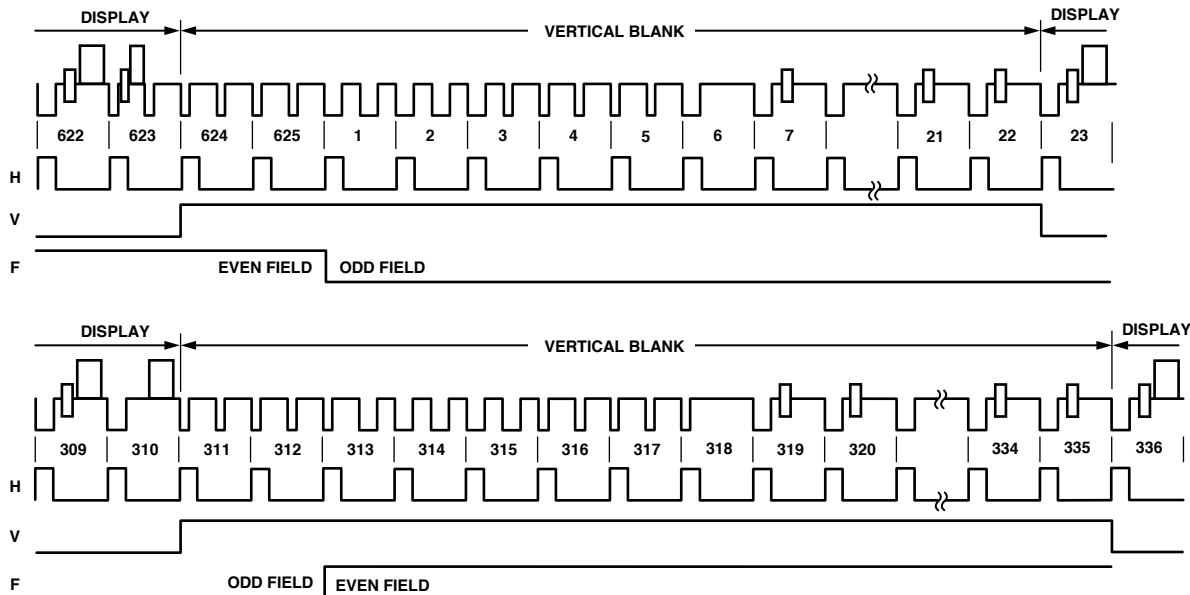 DISPLAY VERTICAL BLANK DISPLAY
622 623 624 625 1 2 3 4 5 6 7 21 22 23
H
V
F EVEN FIELD ODD FIELD
DISPLAY VERTICAL BLANK DISPLAY
309 310 311 312 313 314 315 316 317 318 319 320 334 335 336
H
V
F ODD FIELD EVEN FIELD